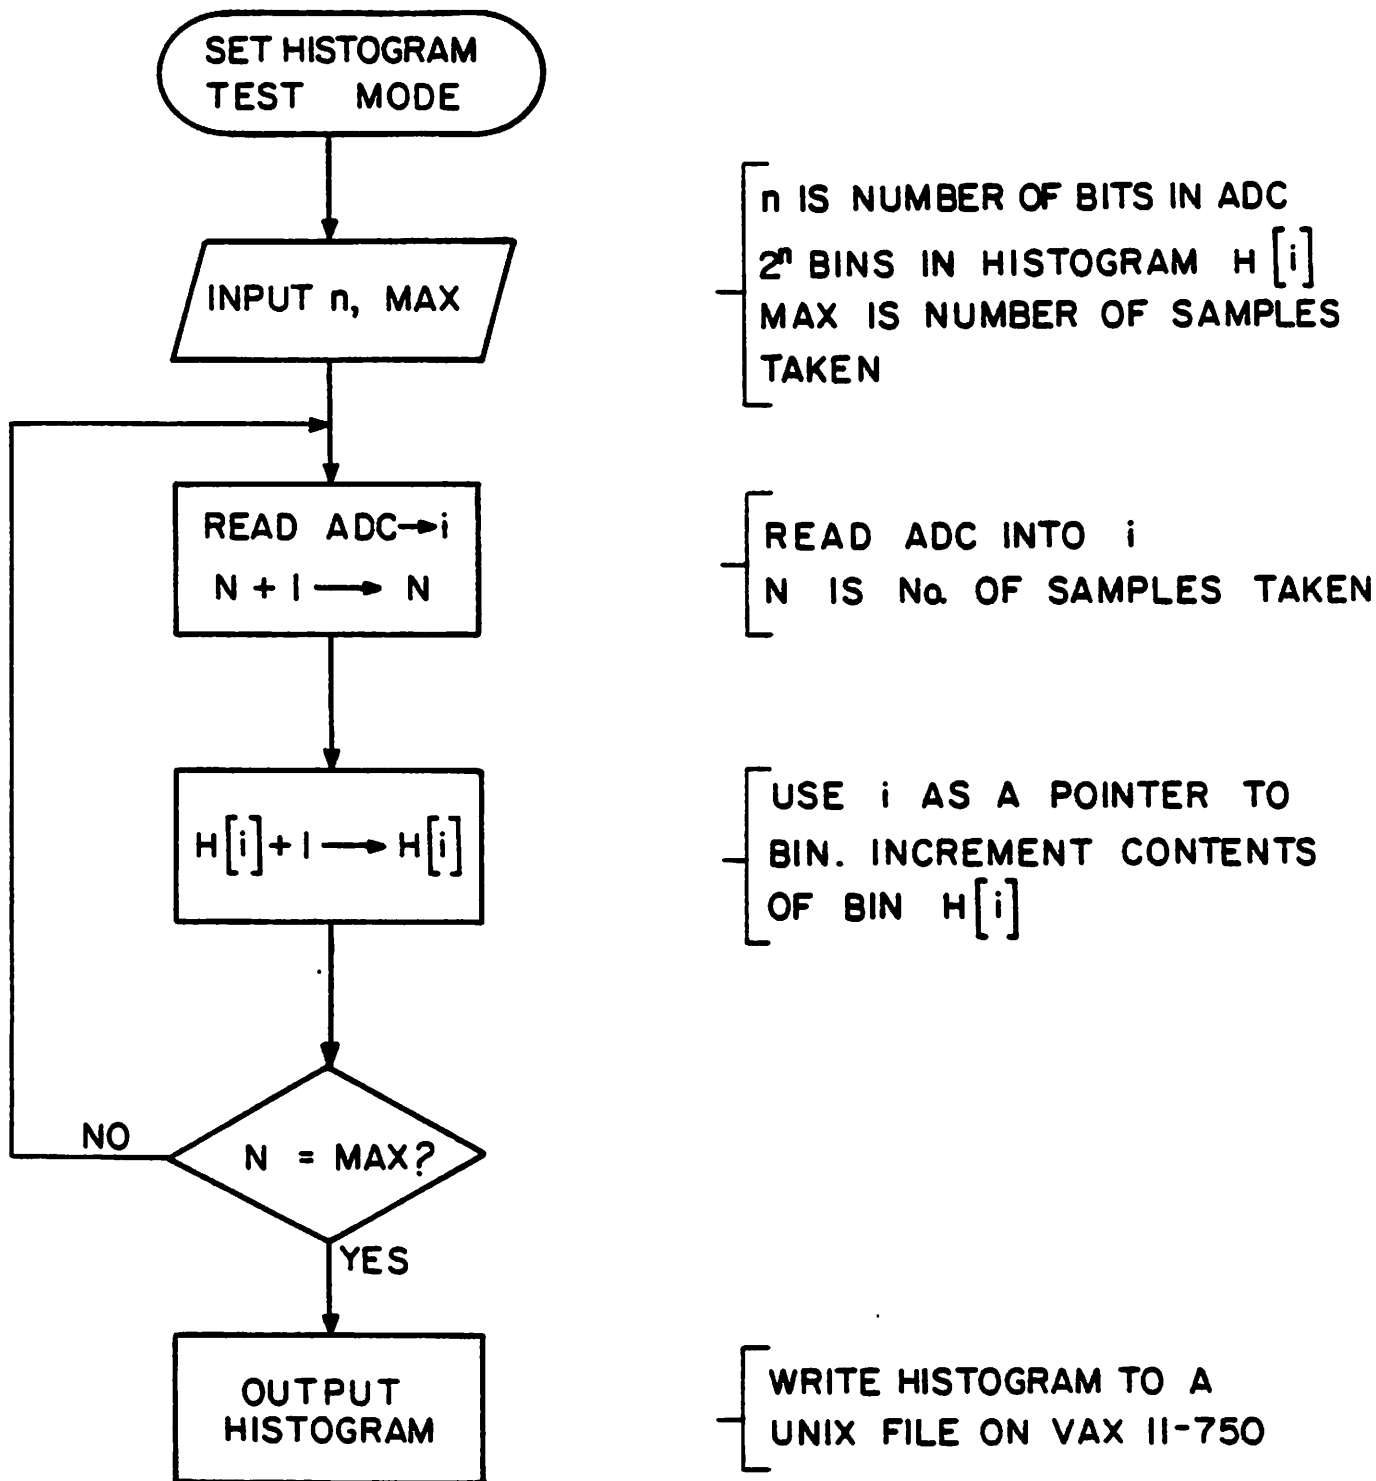 SET HISTOGRAM
TEST MODE
INPUT n, MAX
n IS NUMBER OF BITS IN ADC
2ⁿ BINS IN HISTOGRAM H[i]
MAX IS NUMBER OF SAMPLES
TAKEN
READ ADC→i
N + 1 → N
READ ADC INTO i
N IS No. OF SAMPLES TAKEN
H[i]+1 → H[i]
USE i AS A POINTER TO
BIN. INCREMENT CONTENTS
OF BIN H[i]
NO
N = MAX?
YES
OUTPUT
HISTOGRAM
WRITE HISTOGRAM TO A
UNIX FILE ON VAX 11-750